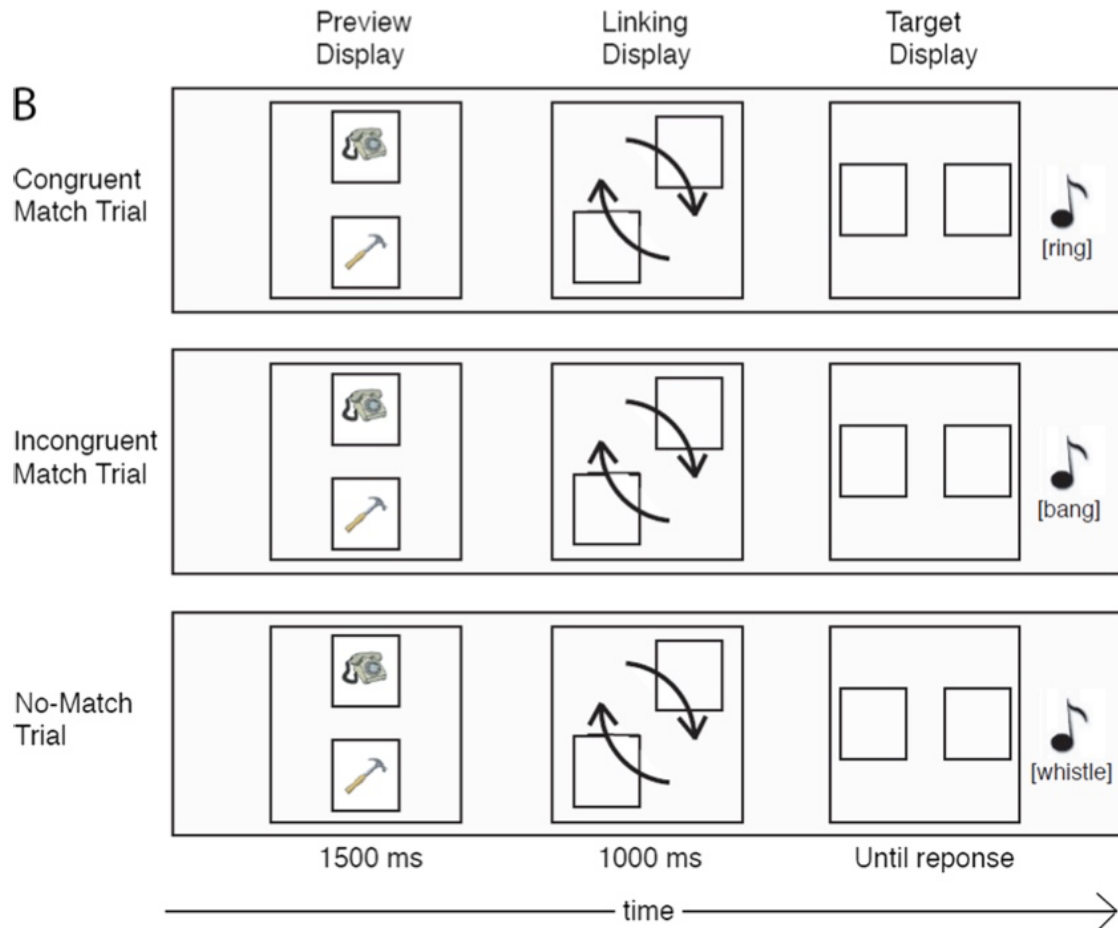 Preview
Display
Linking
Display
Target
Display
B
Congruent
Match Trial
[ring]
Incongruent
Match Trial
[bang]
No-Match
Trial
[whistle]
1500 ms
1000 ms
Until reponse
time